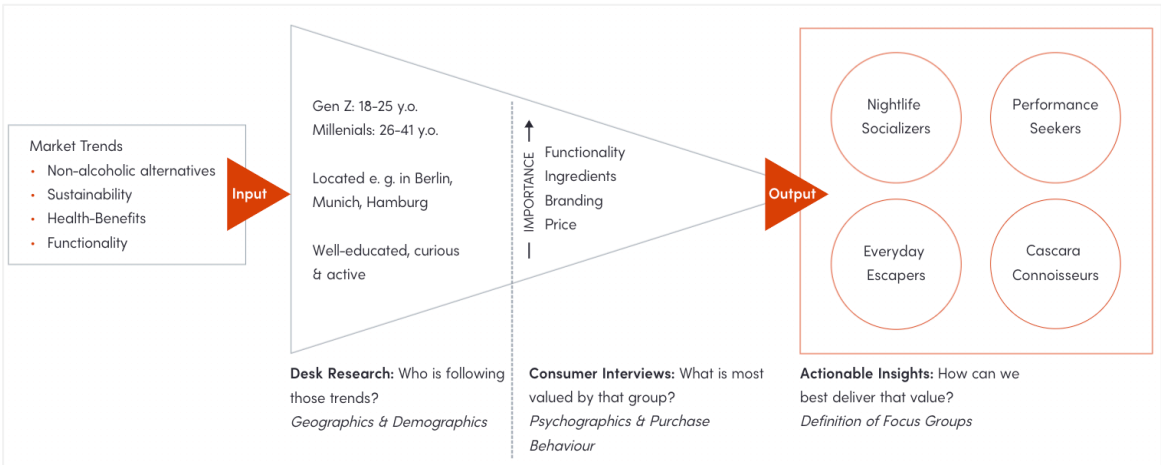 Market Trends
• Non-alcoholic alternatives
• Sustainability
• Health-Benefits
• Functionality
Input
Gen Z: 18-25 y.o.
Millenials: 26-41 y.o.
Located e. g. in Berlin,
Munich, Hamburg
Well-educated, curious
& active
IMPORTANCE
Functionality
Ingredients
Branding
Price
Output
Nightlife
Socializers
Performance
Seekers
Everyday
Escapers
Cascara
Connoisseurs
Desk Research: Who is following
those trends?
Geographics & Demographics
Consumer Interviews: What is most
valued by that group?
Psychographics & Purchase
Behaviour
Actionable Insights: How can we
best deliver that value?
Definition of Focus Groups